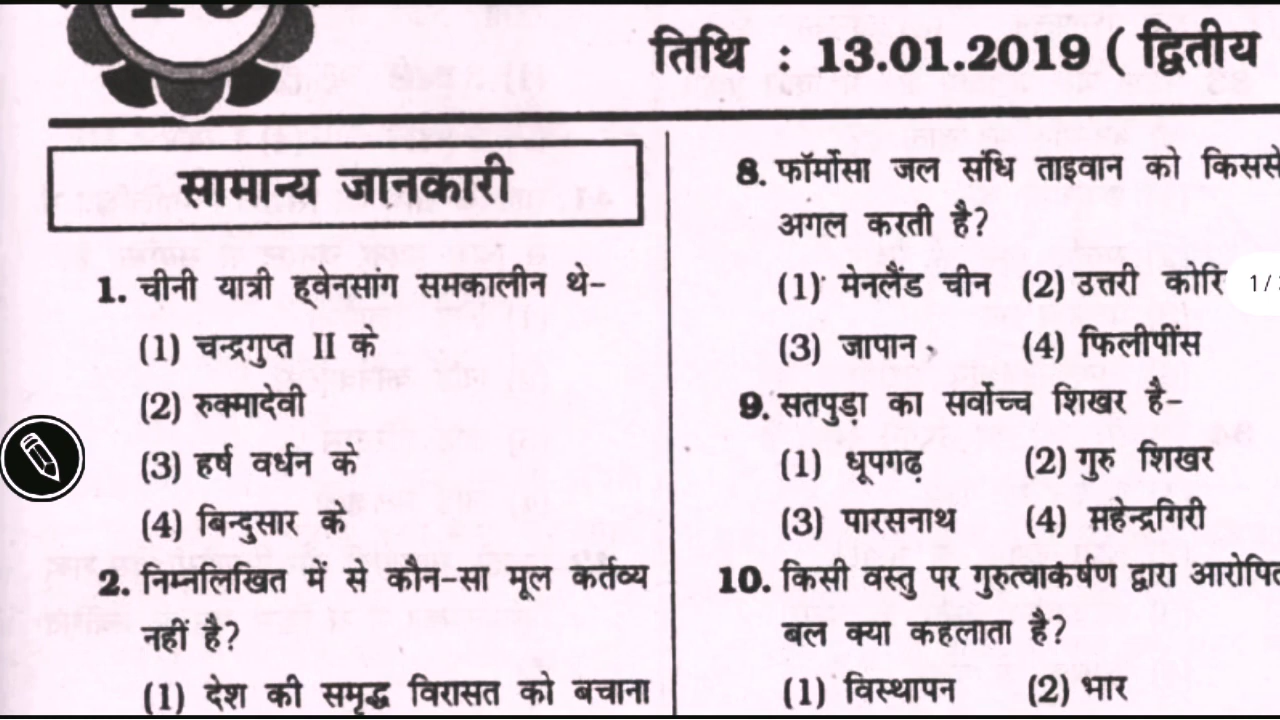 तिथि : 13.01.2019 ( द्वितीय
सामान्य जानकारी
1. चीनी यात्री ह्वेनसांग समकालीन थे-
(1) चन्द्रगुप्त II के
(2) रुक्मादेवी
(3) हर्ष वर्धन के
(4) बिन्दुसार के
2. निम्नलिखित में से कौन-सा मूल कर्तव्य
नहीं है?
(1) देश की समृद्ध विरासत को बचाना
8. फॉर्मोसा जल संधि ताइवान को किससे
अगल करती है?
(1) मेनलैंड चीन (2) उत्तरी कोरि
(3) जापान (4) फिलीपींस
9. सतपुड़ा का सर्वोच्च शिखर है-
(1) धूपगढ़ (2) गुरु शिखर
(3) पारसनाथ (4) महेन्द्रगिरी
10. किसी वस्तु पर गुरुत्वाकर्षण द्वारा आरोपित
बल क्या कहलाता है?
(1) विस्थापन (2) भार